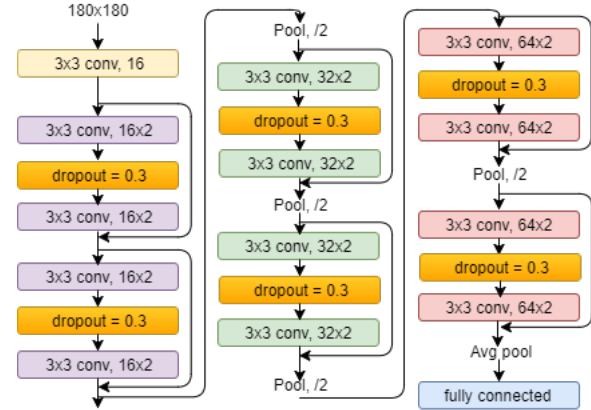 180x180
3x3 conv, 16
3x3 conv, 16x2
dropout = 0.3
3x3 conv, 16x2
3x3 conv, 16x2
dropout = 0.3
3x3 conv, 16x2
Pool, /2
3x3 conv, 32x2
dropout = 0.3
3x3 conv, 32x2
Pool, /2
3x3 conv, 32x2
dropout = 0.3
3x3 conv, 32x2
Pool, /2
3x3 conv, 64x2
dropout = 0.3
3x3 conv, 64x2
Pool, /2
3x3 conv, 64x2
dropout = 0.3
3x3 conv, 64x2
Avg pool
fully connected